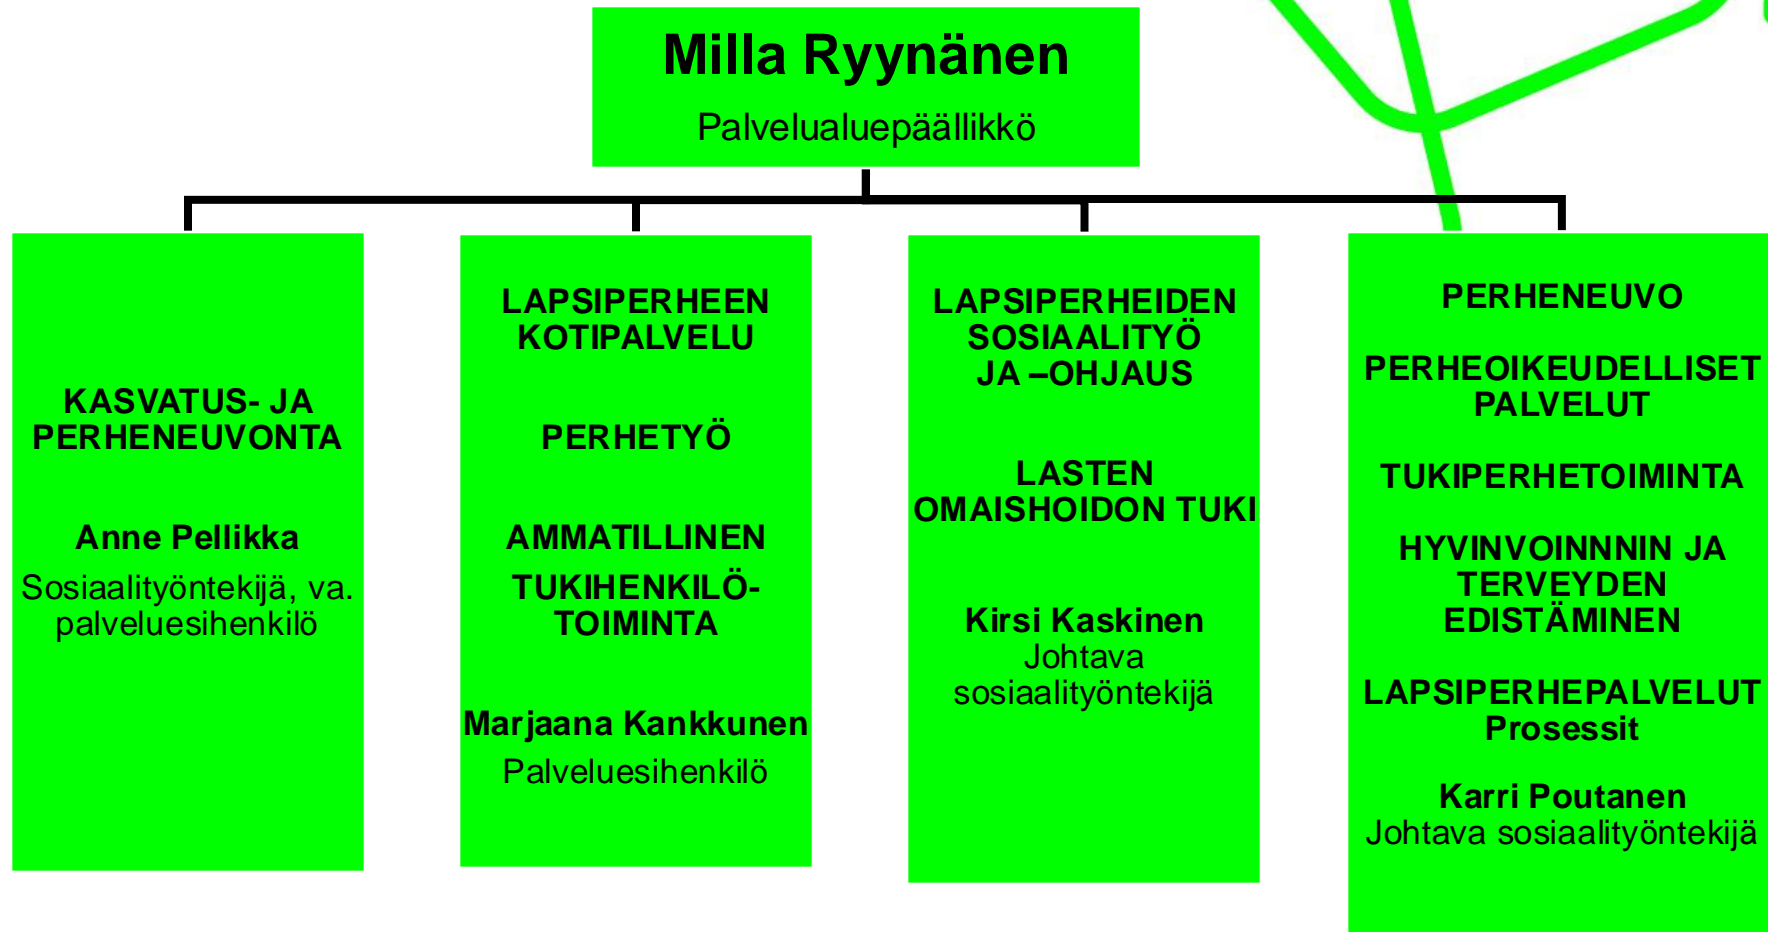 Milla Ryynänen
Palvelualuepäällikkö
KASVATUS- JA
PERHENEUVONTA
Anne Pellikka
Sosiaalityöntekijä, va.
palveluesihenkilö
LAPSIPERHEEN
KOTIPALVELU
PERHETYÖ
AMMATILLINEN
TUKIHENKILÖ-
TOIMINTA
Marjaana Kankkunen
Palveluesihenkilö
LAPSIPERHEIDEN
SOSIAALITYÖ
JA –OHJAUS
LASTEN
OMAISHOIDON TUKI
Kirsi Kaskinen
Johtava
sosiaalityöntekijä
PERHENEUVO
PERHEOIKEUDELLISET
PALVELUT
TUKIPERHETOIMINTA
HYVINVOINNNIN JA
TERVEYDEN
EDISTÄMINEN
LAPSIPERHEPALVELUT
Prosessit
Karri Poutanen
Johtava sosiaalityöntekijä